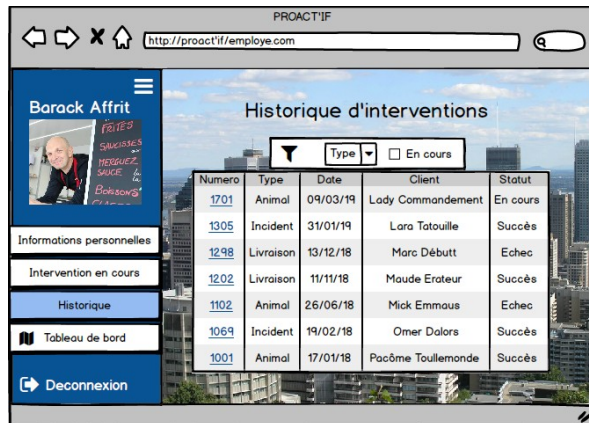 PROACT'IF
http://proact'if/employe.com
Barack Affrit
FRITES
SAUCISSES
MERGUEZ
SAUCE
BOISSONS
Informations personnelles
Intervention en cours
Historique
Tableau de bord
Deconnexion
Historique d'interventions
Type En cours
Numero Type Date Client Statut
1701 Animal 09/03/19 Lady Commandement En cours
1305 Incident 31/01/19 Lara Tatouille Succès
1298 Livraison 13/12/18 Marc Débutt Echec
1202 Livraison 11/11/18 Maude Erateur Succès
1102 Animal 26/06/18 Mick Emmaus Echec
1069 Incident 19/02/18 Omer Dalors Succès
1001 Animal 17/01/18 Pacôme Toullemonde Succès